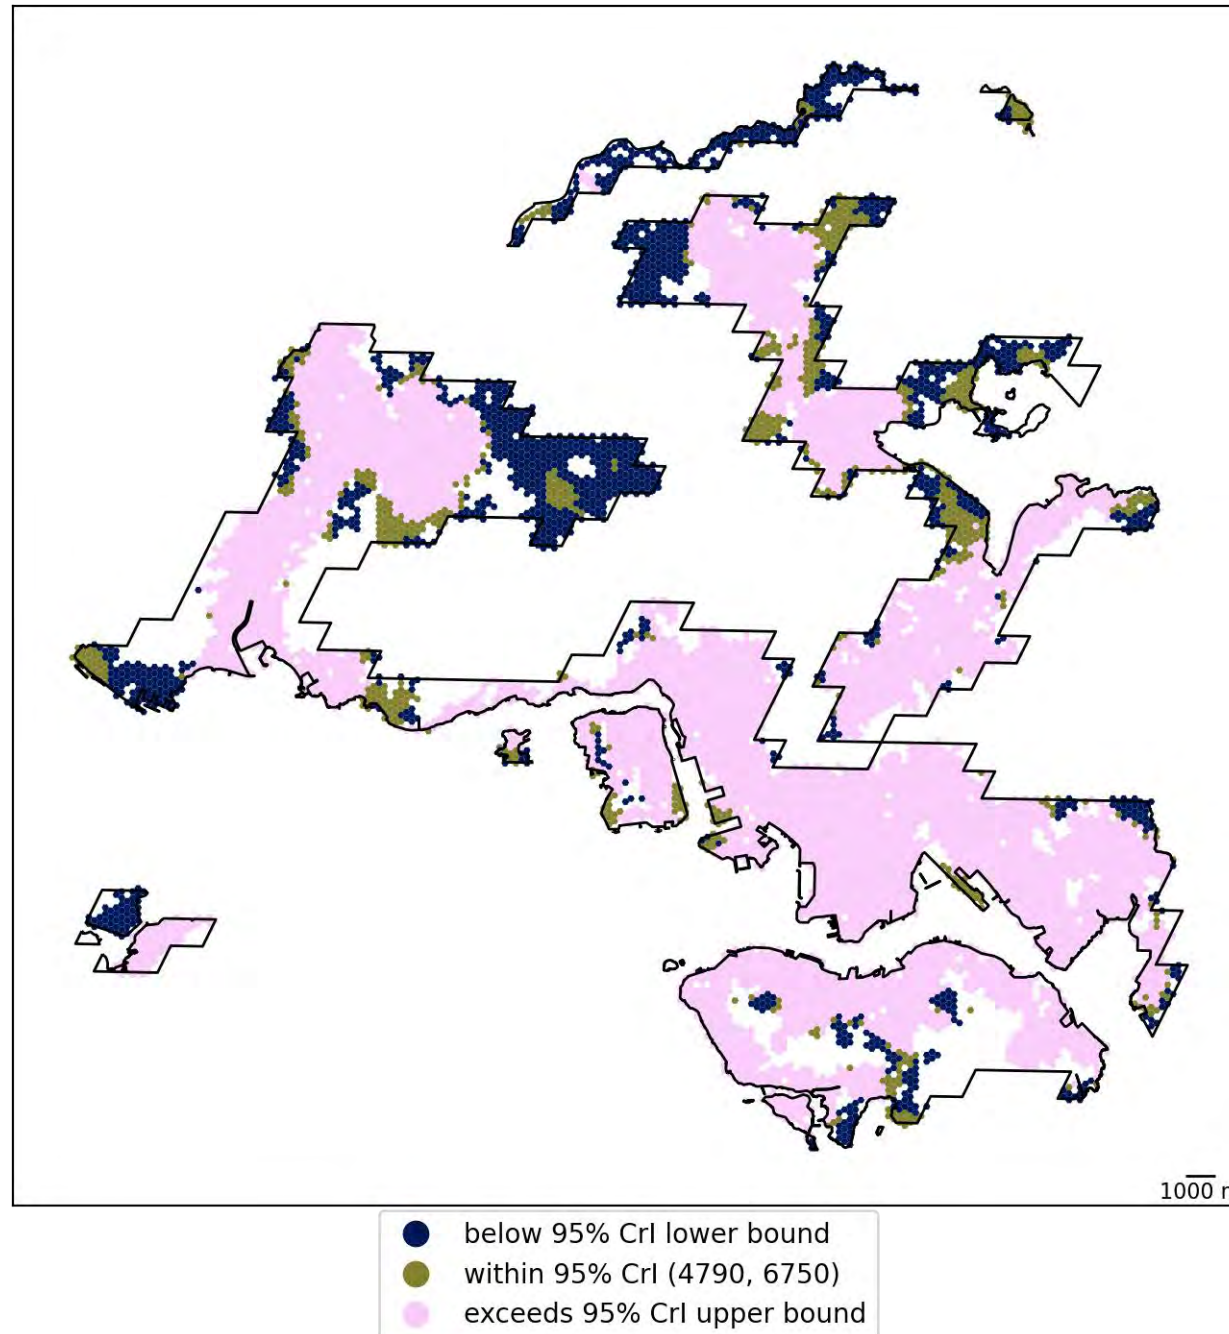 1000 m
below 95% CrI lower bound
within 95% CrI (4790, 6750)
exceeds 95% CrI upper bound